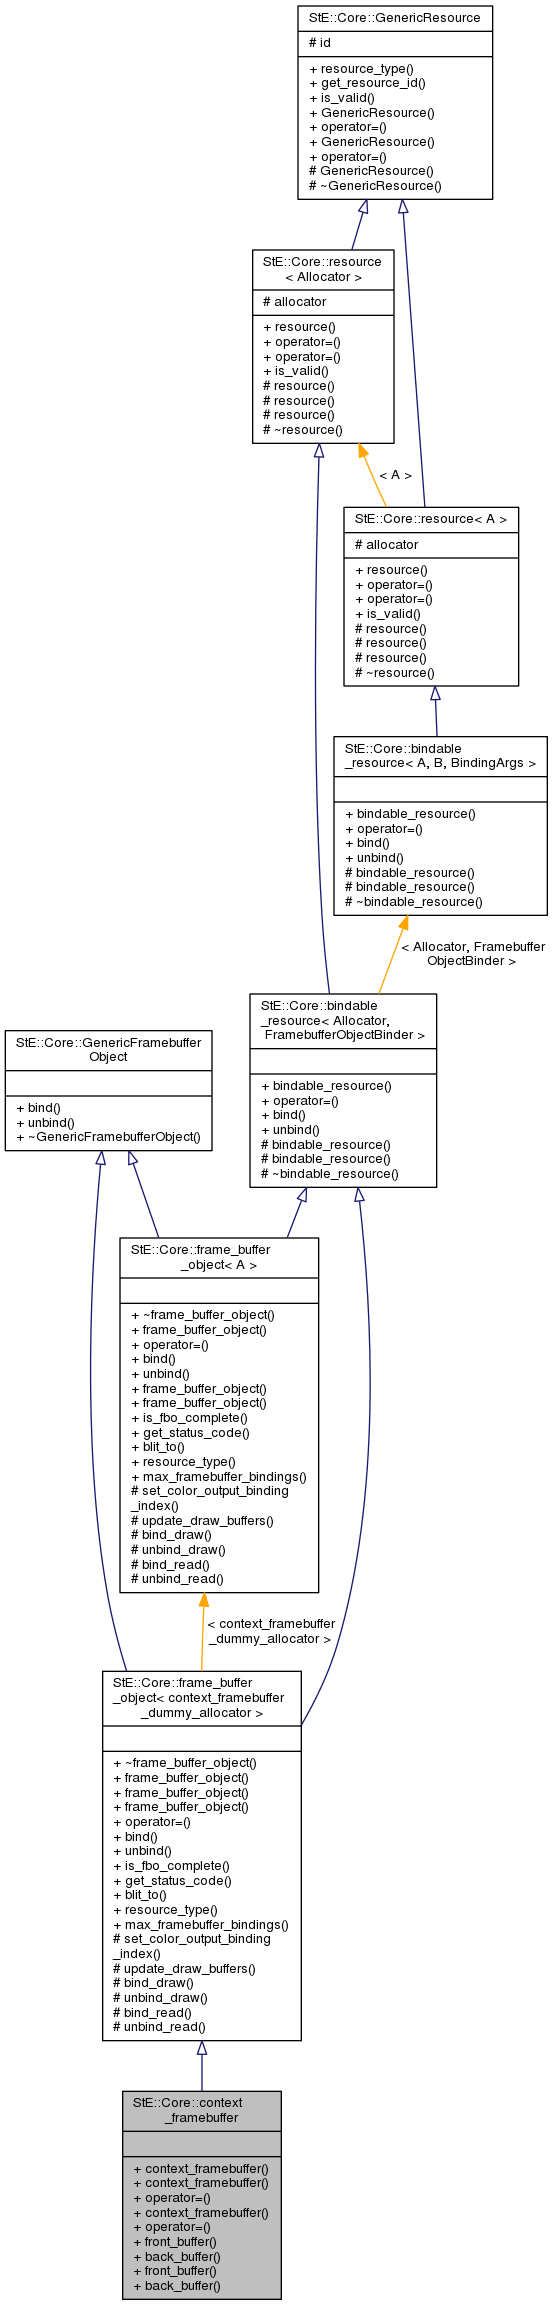 StE::Core::GenericResource
# id
+ resource_type()
+ get_resource_id()
+ is_valid()
+ GenericResource()
+ operator=()
+ GenericResource()
+ operator=()
# GenericResource()
# ~GenericResource()
StE::Core::resource
< Allocator >
# allocator
+ resource()
+ operator=()
+ operator=()
+ is_valid()
# resource()
# resource()
# resource()
# ~resource()
< A >
StE::Core::resource< A >
# allocator
+ resource()
+ operator=()
+ operator=()
+ is_valid()
# resource()
# resource()
# resource()
# ~resource()
StE::Core::bindable
_resource< A, B, BindingArgs >
+ bindable_resource()
+ operator=()
+ bind()
+ unbind()
# bindable_resource()
# bindable_resource()
# ~bindable_resource()
< Allocator, Framebuffer
ObjectBinder >
StE::Core::bindable
_resource< Allocator,
FramebufferObjectBinder >
+ bindable_resource()
+ operator=()
+ bind()
+ unbind()
# bindable_resource()
# bindable_resource()
# ~bindable_resource()
StE::Core::GenericFramebuffer
Object
+ bind()
+ unbind()
+ ~GenericFramebufferObject()
StE::Core::frame_buffer
_object< A >
+ ~frame_buffer_object()
+ frame_buffer_object()
+ operator=()
+ bind()
+ unbind()
+ frame_buffer_object()
+ frame_buffer_object()
+ is_fbo_complete()
+ get_status_code()
+ blit_to()
+ resource_type()
+ max_framebuffer_bindings()
# set_color_output_binding
_index()
# update_draw_buffers()
# bind_draw()
# unbind_draw()
# bind_read()
# unbind_read()
< context_framebuffer
_dummy_allocator >
StE::Core::frame_buffer
_object< context_framebuffer
_dummy_allocator >
+ ~frame_buffer_object()
+ frame_buffer_object()
+ frame_buffer_object()
+ frame_buffer_object()
+ operator=()
+ bind()
+ unbind()
+ is_fbo_complete()
+ get_status_code()
+ blit_to()
+ resource_type()
+ max_framebuffer_bindings()
# set_color_output_binding
_index()
# update_draw_buffers()
# bind_draw()
# unbind_draw()
# bind_read()
# unbind_read()
StE::Core::context
_framebuffer
+ context_framebuffer()
+ context_framebuffer()
+ operator=()
+ context_framebuffer()
+ operator=()
+ front_buffer()
+ back_buffer()
+ front_buffer()
+ back_buffer()